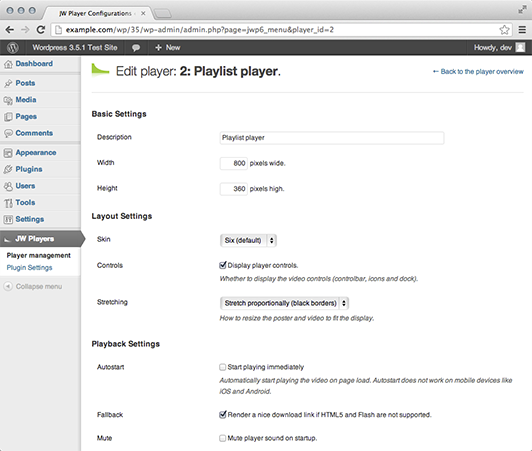 JW Player Configurations ‹
example.com/wp/35/wp-admin/admin.php?page=jwp6_menu&player_id=2
Wordpress 3.5.1 Test Site
+ New
Howdy, dev
Dashboard
Posts
Media
Pages
Comments
Appearance
Plugins
Users
Tools
Settings
JW Players
Player management
Plugin Settings
Collapse menu
Edit player: 2: Playlist player.
← Back to the player overview
Basic Settings
Description Playlist player
Width 800 pixels wide.
Height 360 pixels high.
Layout Settings
Skin Six (default)
Controls Display player controls.
Whether to display the video controls (controlbar, icons and dock).
Stretching Stretch proportionally (black borders)
How to resize the poster and video to fit the display.
Playback Settings
Autostart Start playing immediately
Automatically start playing the video on page load. Autostart does not work on mobile devices like
iOS and Android.
Fallback Render a nice download link if HTML5 and Flash are not supported.
Mute Mute player sound on startup.